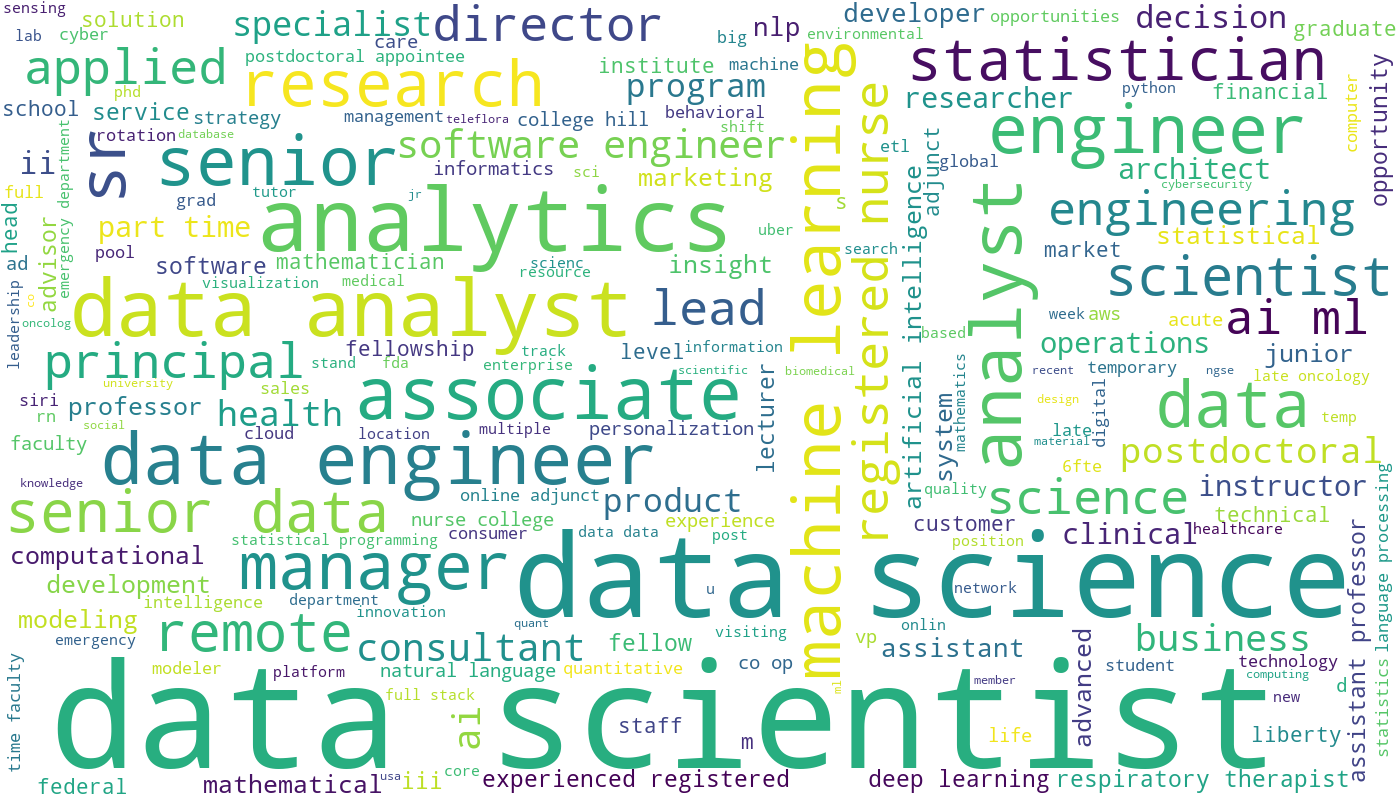 sensing
solution
specialist
director
big
nlp
developer
opportunities
decision
graduate
lab
cyber
care
environmental
applied
postdoctoral appointee
research
institute
machine
program
statistician
opportunity
phd
school
service
strategy
management
teleflora
college hill
behavioral
shift
researcher
python
financial
computer
rotation
database
sr
ii
senior
software engineer
informatics
sci
marketing
etl
global
adjunct
engineer
architect
cybersecurity
full
emergency department
grad
tutor
jr
s
machine learning
registered nurse
artificial intelligence
analyst
engineering
head
part time
analytics
uber
statistical
ad
advisor
pool
software
mathematician
visualization
medical
scienc
resource
insight
search
market
scientist
leadership
co
oncolog
data analyst
lead
based
week
aws
acute
ai ml
principal
stand
fellowship
fda
track
enterprise
level
information
operations
junior
university
sales
siri
rn
professor
social
health
associate
scientific
biomedical
mathematics
recent
temporary
ngse
late oncology
design
digital
data
temp
faculty
cloud
location
multiple
personalization
lecturer
system
late
material
postdoctoral
knowledge
data engineer
6fte
senior data
online adjunct
product
quality
science
instructor
nurse college
experience
customer
technical
statistical programming
consumer
data data
post
position
clinical
healthcare
computational
development
manager
data science
assistant professor
statistics
language processing
intelligence
department
innovation
quant
u
network
modeling
emergency
remote
consultant
fellow
visiting
vp
onlin
assistant
business
time faculty
modeler
platform
natural language
quantitative
co op
ml
member
advanced
student
technology
computing
data scientist
full stack
ai
staff
m
life
new
d
liberty
federal
mathematical
usa
iii
core
experienced registered
deep learning
respiratory therapist